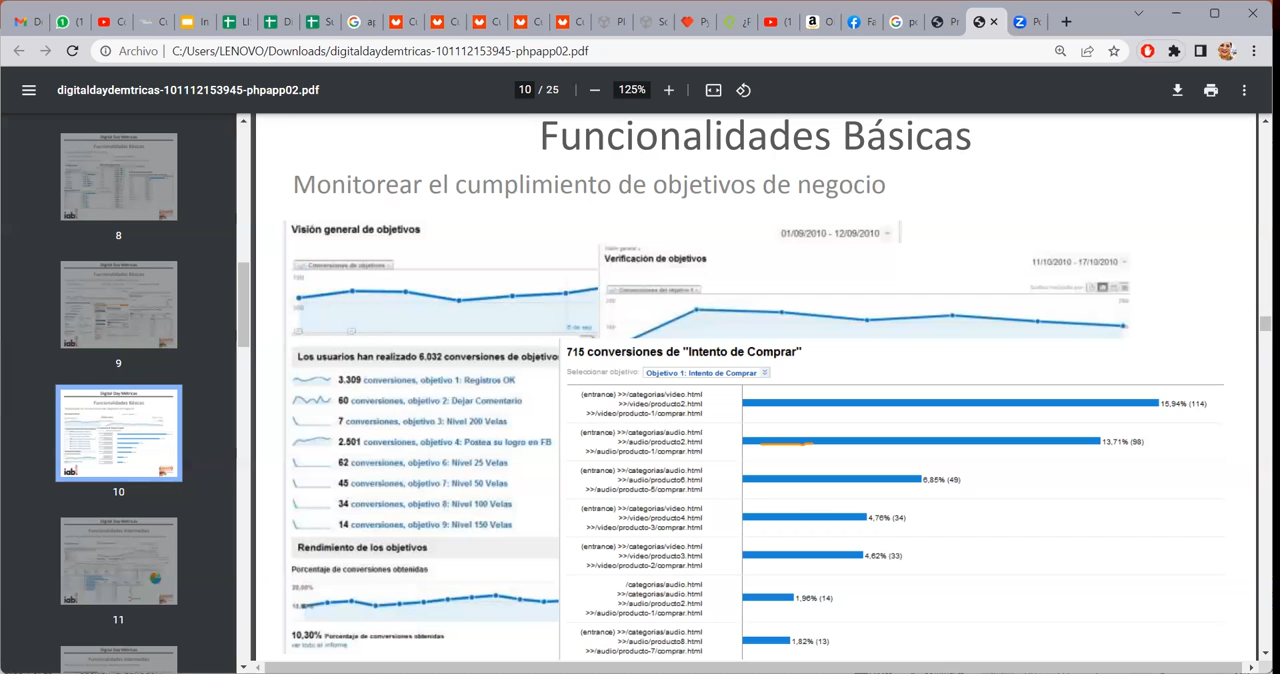 Archivo
C:/Users/LENOVO/Downloads/digitaldaydemtricas-101112153945-phpapp02.pdf
digitaldaydemtricas-101112153945-phpapp02.pdf
10 / 25
125%
8
9
10
11
Funcionalidades Básicas
Monitorear el cumplimiento de objetivos de negocio
Visión general de objetivos
01/09/2010 - 12/09/2010
Conversiones de objetivos
Visión general »
Verificación de objetivos
11/10/2010 - 17/10/2010
Los usuarios han realizado 6.032 conversiones de objetivo
3.309 conversiones, objetivo 1: Registros OK
60 conversiones, objetivo 2: Dejar Comentario
7 conversiones, objetivo 3: Nivel 200 Velas
2.501 conversiones, objetivo 4: Postea su logro en FB
62 conversiones, objetivo 6: Nivel 25 Velas
45 conversiones, objetivo 7: Nivel 50 Velas
34 conversiones, objetivo 8: Nivel 100 Velas
14 conversiones, objetivo 9: Nivel 150 Velas
Rendimiento de los objetivos
Porcentaje de conversiones obtenidas
10,30% Porcentaje de conversiones obtenidas
ver todo el informe
715 conversiones de "Intento de Comprar"
Seleccionar objetivo: Objetivo 1: Intento de Comprar
(entrance) >>/categorias/video.html
>>/video/producto2.html
>>/video/producto-1/comprar.html
15,94% (114)
(entrance) >>/categorias/audio.html
>>/audio/producto2.html
>>/audio/producto-1/comprar.html
13,71% (98)
(entrance) >>/categorias/audio.html
>>/audio/producto6.html
>>/audio/producto-5/comprar.html
6,85% (49)
(entrance) >>/categorias/video.html
>>/video/producto4.html
>>/video/producto-3/comprar.html
4,76% (34)
(entrance) >>/categorias/video.html
>>/video/producto3.html
>>/video/producto-2/comprar.html
4,62% (33)
/categorias/audio.html
>>/categorias/audio.html
>>/audio/producto2.html
>>/audio/producto-1/comprar.html
1,96% (14)
(entrance) >>/categorias/audio.html
>>/audio/producto8.html
>>/audio/producto-7/comprar.html
1,82% (13)